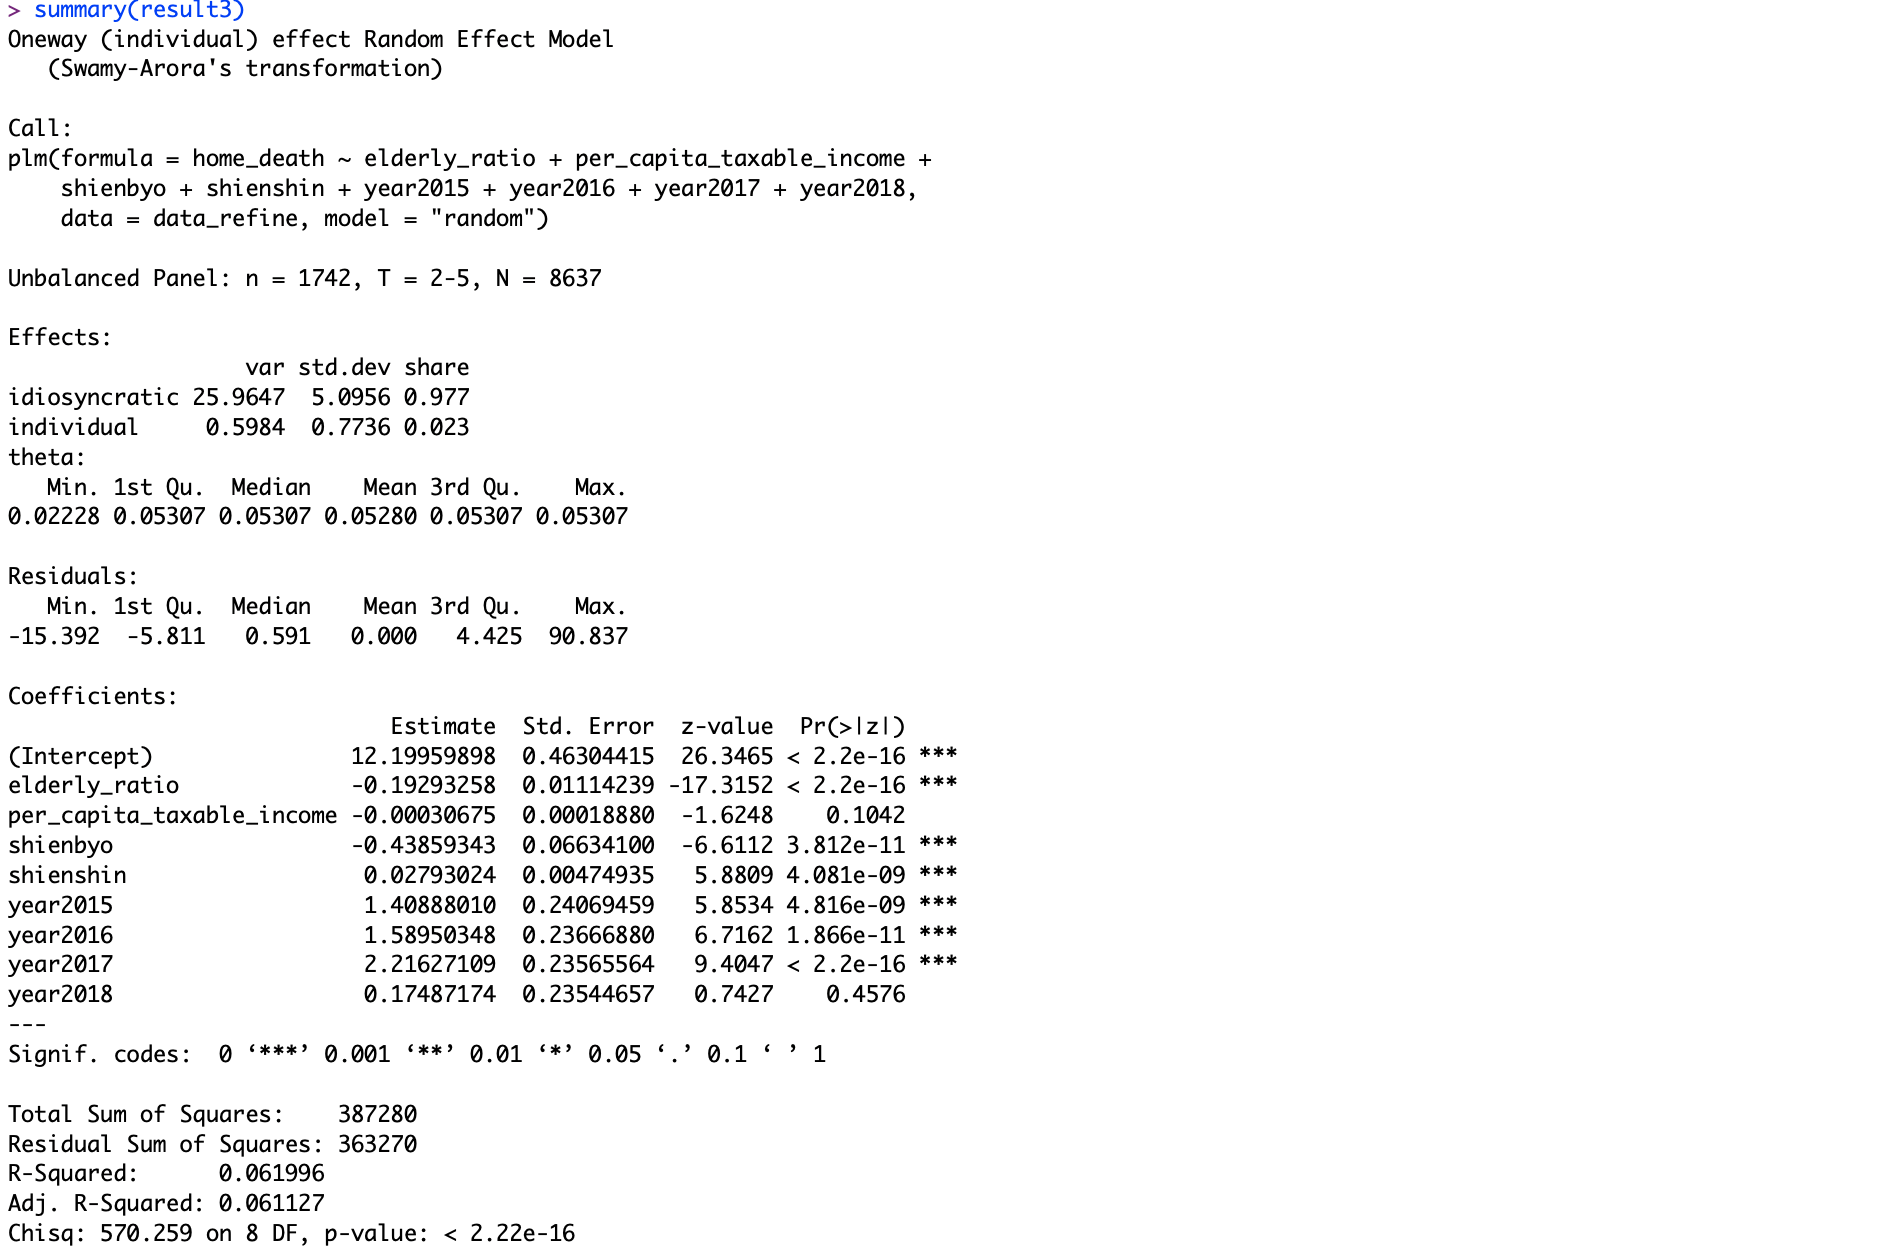 > summary(result3)
Oneway (individual) effect Random Effect Model
   (Swamy-Arora's transformation)

Call:
plm(formula = home_death ~ elderly_ratio + per_capita_taxable_income +
    shienbyo + shienshin + year2015 + year2016 + year2017 + year2018,
    data = data_refine, model = "random")

Unbalanced Panel: n = 1742, T = 2-5, N = 8637

Effects:
                  var std.dev share
idiosyncratic 25.9647  5.0956 0.977
individual     0.5984  0.7736 0.023
theta:
   Min. 1st Qu.  Median    Mean 3rd Qu.    Max.
0.02228 0.05307 0.05307 0.05280 0.05307 0.05307

Residuals:
   Min. 1st Qu.  Median    Mean 3rd Qu.    Max.
-15.392  -5.811   0.591   0.000   4.425  90.837

Coefficients:
                             Estimate  Std. Error  z-value  Pr(>|z|)
(Intercept)               12.19959898  0.46304415  26.3465 < 2.2e-16 ***
elderly_ratio             -0.19293258  0.01114239 -17.3152 < 2.2e-16 ***
per_capita_taxable_income -0.00030675  0.00018880  -1.6248    0.1042
shienbyo                  -0.43859343  0.06634100  -6.6112 3.812e-11 ***
shienshin                  0.02793024  0.00474935   5.8809 4.081e-09 ***
year2015                   1.40888010  0.24069459   5.8534 4.816e-09 ***
year2016                   1.58950348  0.23666880   6.7162 1.866e-11 ***
year2017                   2.21627109  0.23565564   9.4047 < 2.2e-16 ***
year2018                   0.17487174  0.23544657   0.7427    0.4576
---
Signif. codes:  0 ‘***’ 0.001 ‘**’ 0.01 ‘*’ 0.05 ‘.’ 0.1 ‘ ’ 1

Total Sum of Squares:    387280
Residual Sum of Squares: 363270
R-Squared:      0.061996
Adj. R-Squared: 0.061127
Chisq: 570.259 on 8 DF, p-value: < 2.22e-16